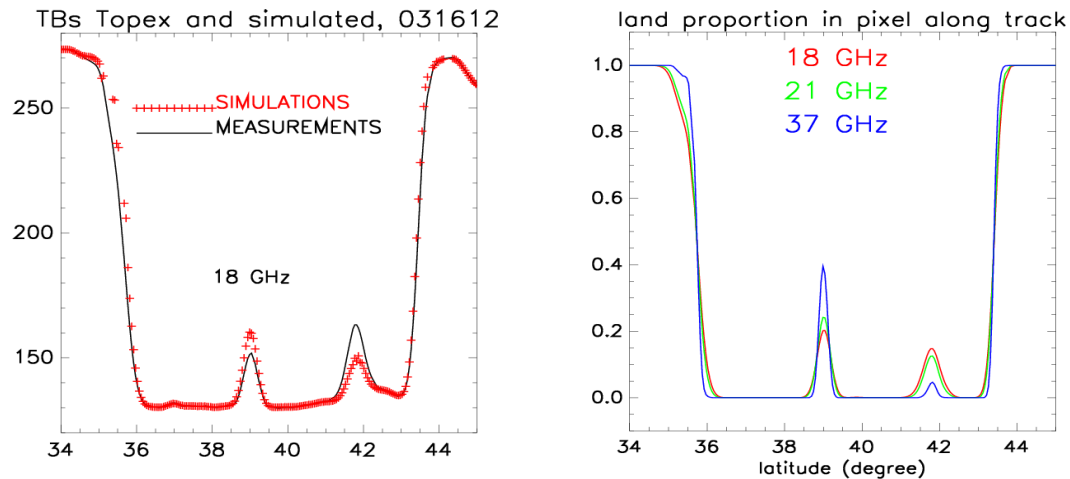 TBs Topex and simulated, 031612
250
200
150
SIMULATIONS
MEASUREMENTS
18 GHz
34 36 38 40 42 44
land proportion in pixel along track
18 GHz
21 GHz
37 GHz
1.0
0.8
0.6
0.4
0.2
0.0
34 36 38 40 42 44
latitude (degree)